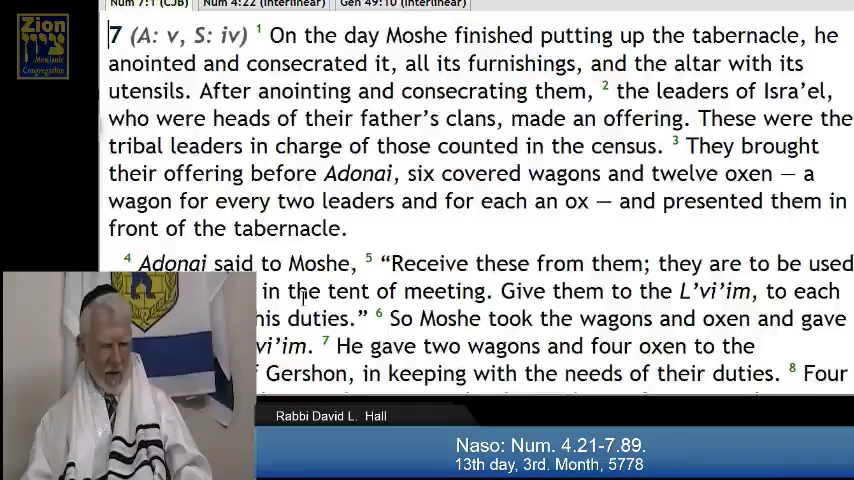 Num 7:1 (CJB) Num 4:22 (Interlinear) Gen 49:10 (Interlinear)
Zion
ציון
Messianic
Congregation
7 (A: v, S: iv) 1 On the day Moshe finished putting up the tabernacle, he
anointed and consecrated it, all its furnishings, and the altar with its
utensils. After anointing and consecrating them, 2 the leaders of Isra’el,
who were heads of their father’s clans, made an offering. These were the
tribal leaders in charge of those counted in the census. 3 They brought
their offering before Adonai, six covered wagons and twelve oxen — a
wagon for every two leaders and for each an ox — and presented them in
front of the tabernacle.
4 Adonai said to Moshe, 5 “Receive these from them; they are to be used
in the tent of meeting. Give them to the L’vi’im, to each
his duties.” 6 So Moshe took the wagons and oxen and gave
vi’im. 7 He gave two wagons and four oxen to the
f Gershon, in keeping with the needs of their duties. 8 Four
Rabbi David L. Hall
Naso: Num. 4.21-7.89.
13th day, 3rd. Month, 5778